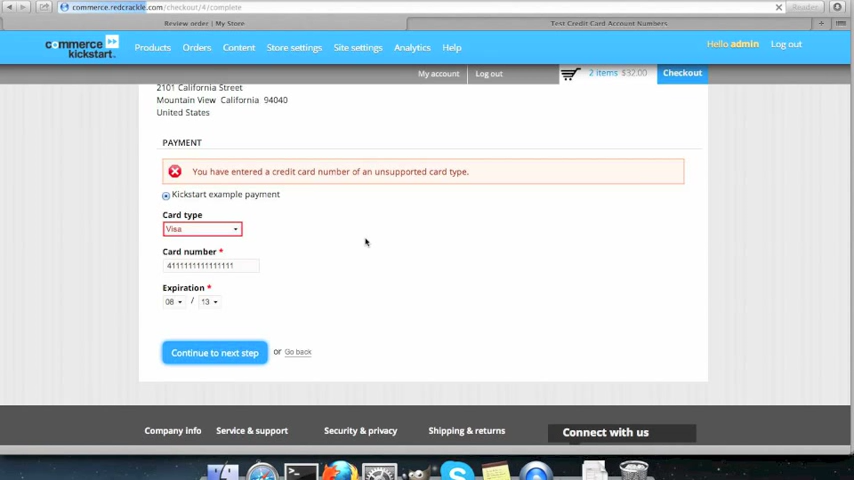 commerce.redcrackle.com/checkout/4/complete
Reader
Review order | My Store
Test Credit Card Account Numbers
commerce kickstart
Products Orders Content Store settings Site settings Analytics Help
Hello admin Log out
My account Log out 2 items $32.00 Checkout
2101 California Street
Mountain View California 94040
United States
PAYMENT
You have entered a credit card number of an unsupported card type.
Kickstart example payment
Card type
Visa
Card number *
4111111111111111
Expiration *
08 / 13
Continue to next step or Go back
Company info Service & support Security & privacy Shipping & returns Connect with us